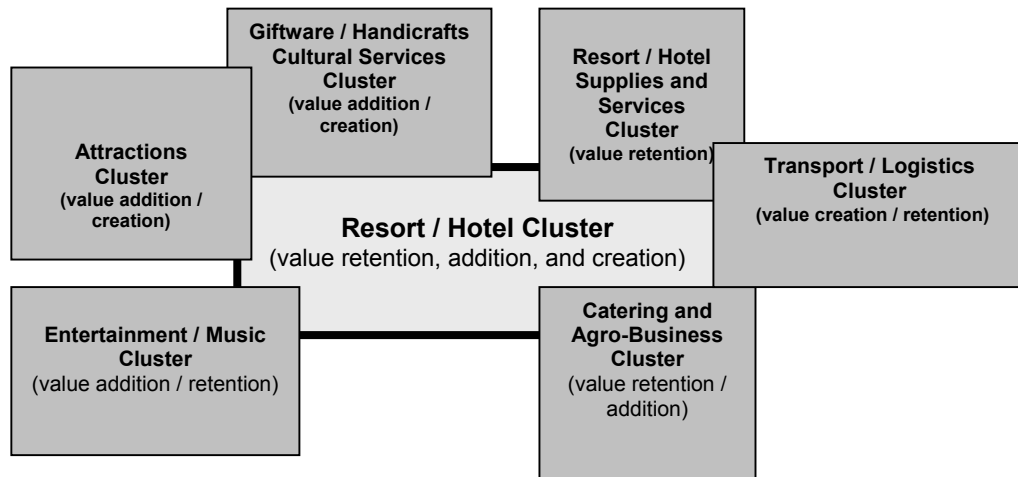 Giftware / Handicrafts
Cultural Services
Cluster
(value addition /
creation)
Resort / Hotel
Supplies and
Services
Cluster
(value retention)
Attractions
Cluster
(value addition /
creation)
Transport / Logistics
Cluster
(value creation / retention)
Resort / Hotel Cluster
(value retention, addition, and creation)
Entertainment / Music
Cluster
(value addition / retention)
Catering and
Agro-Business
Cluster
(value retention /
addition)